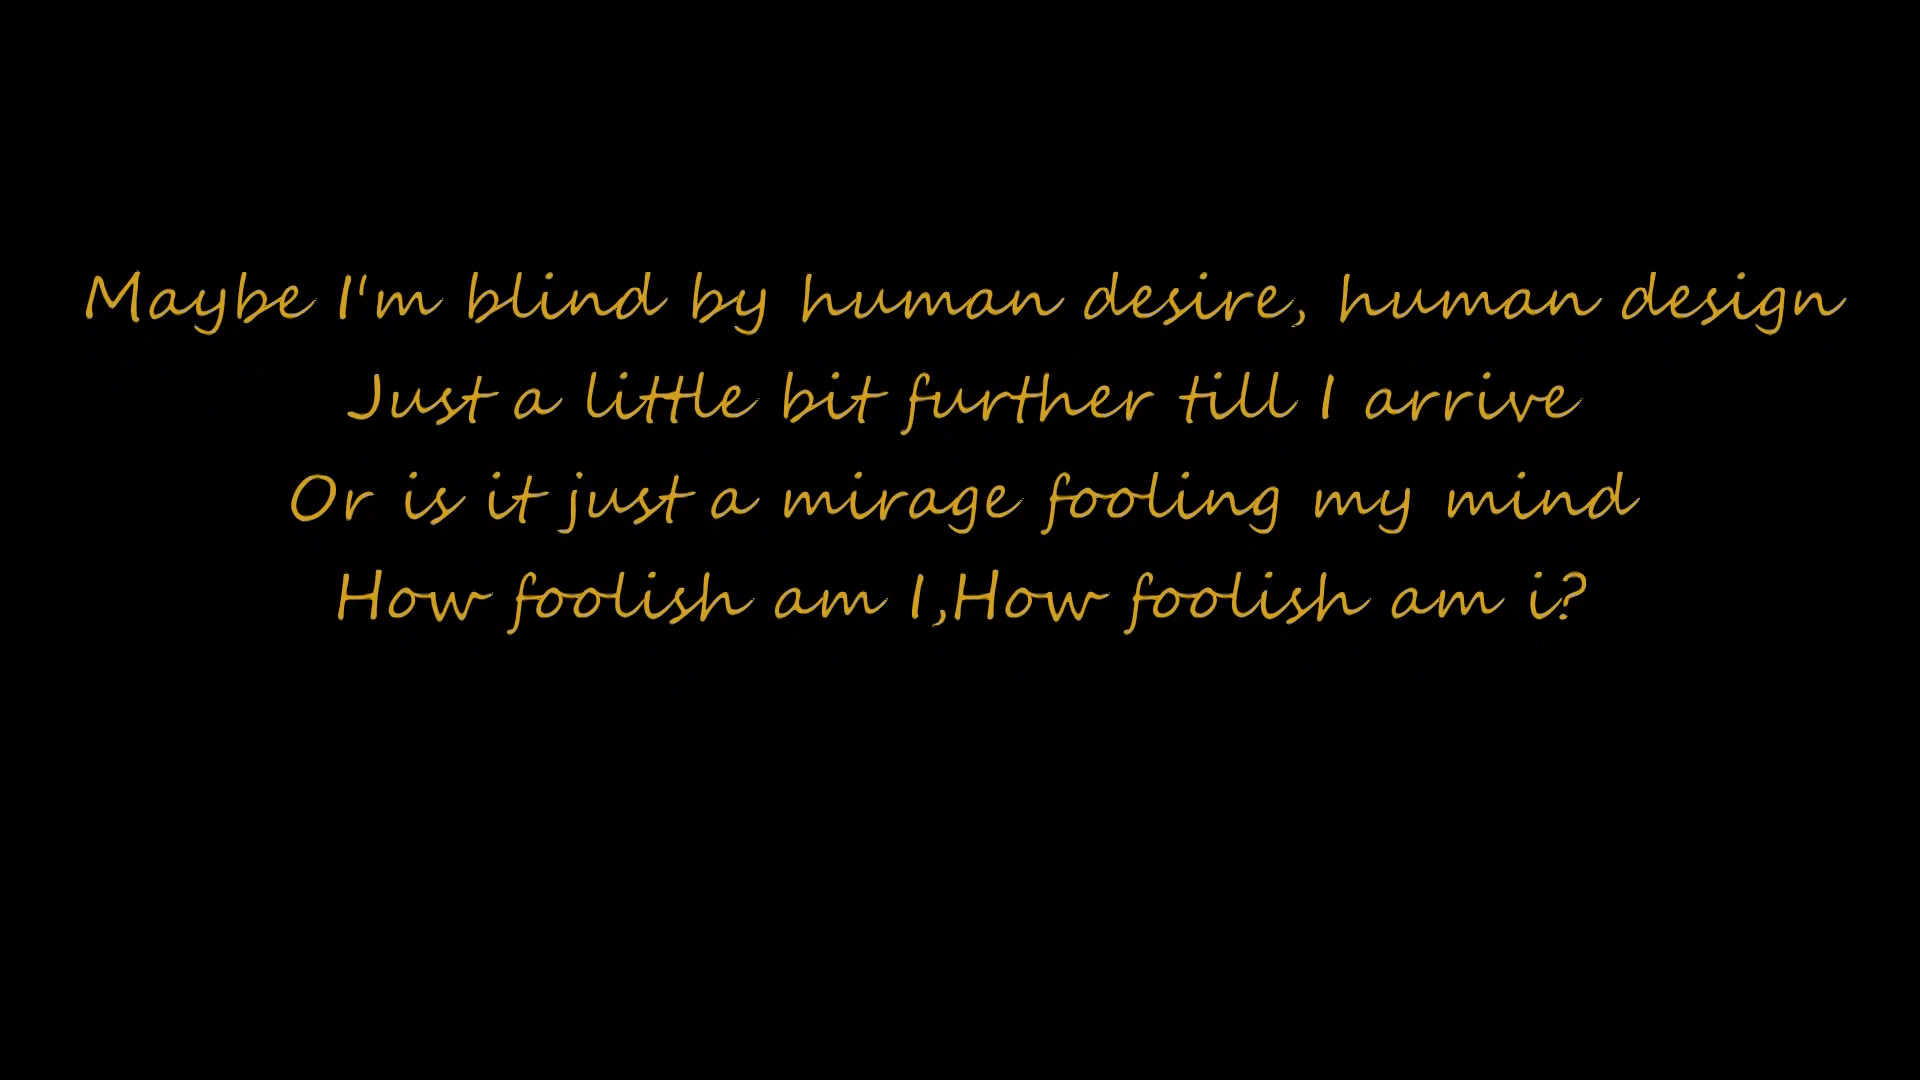 Maybe I'm blind by human desire, human design
Just a little bit further till I arrive
Or is it just a mirage fooling my mind
How foolish am I,How foolish am i?